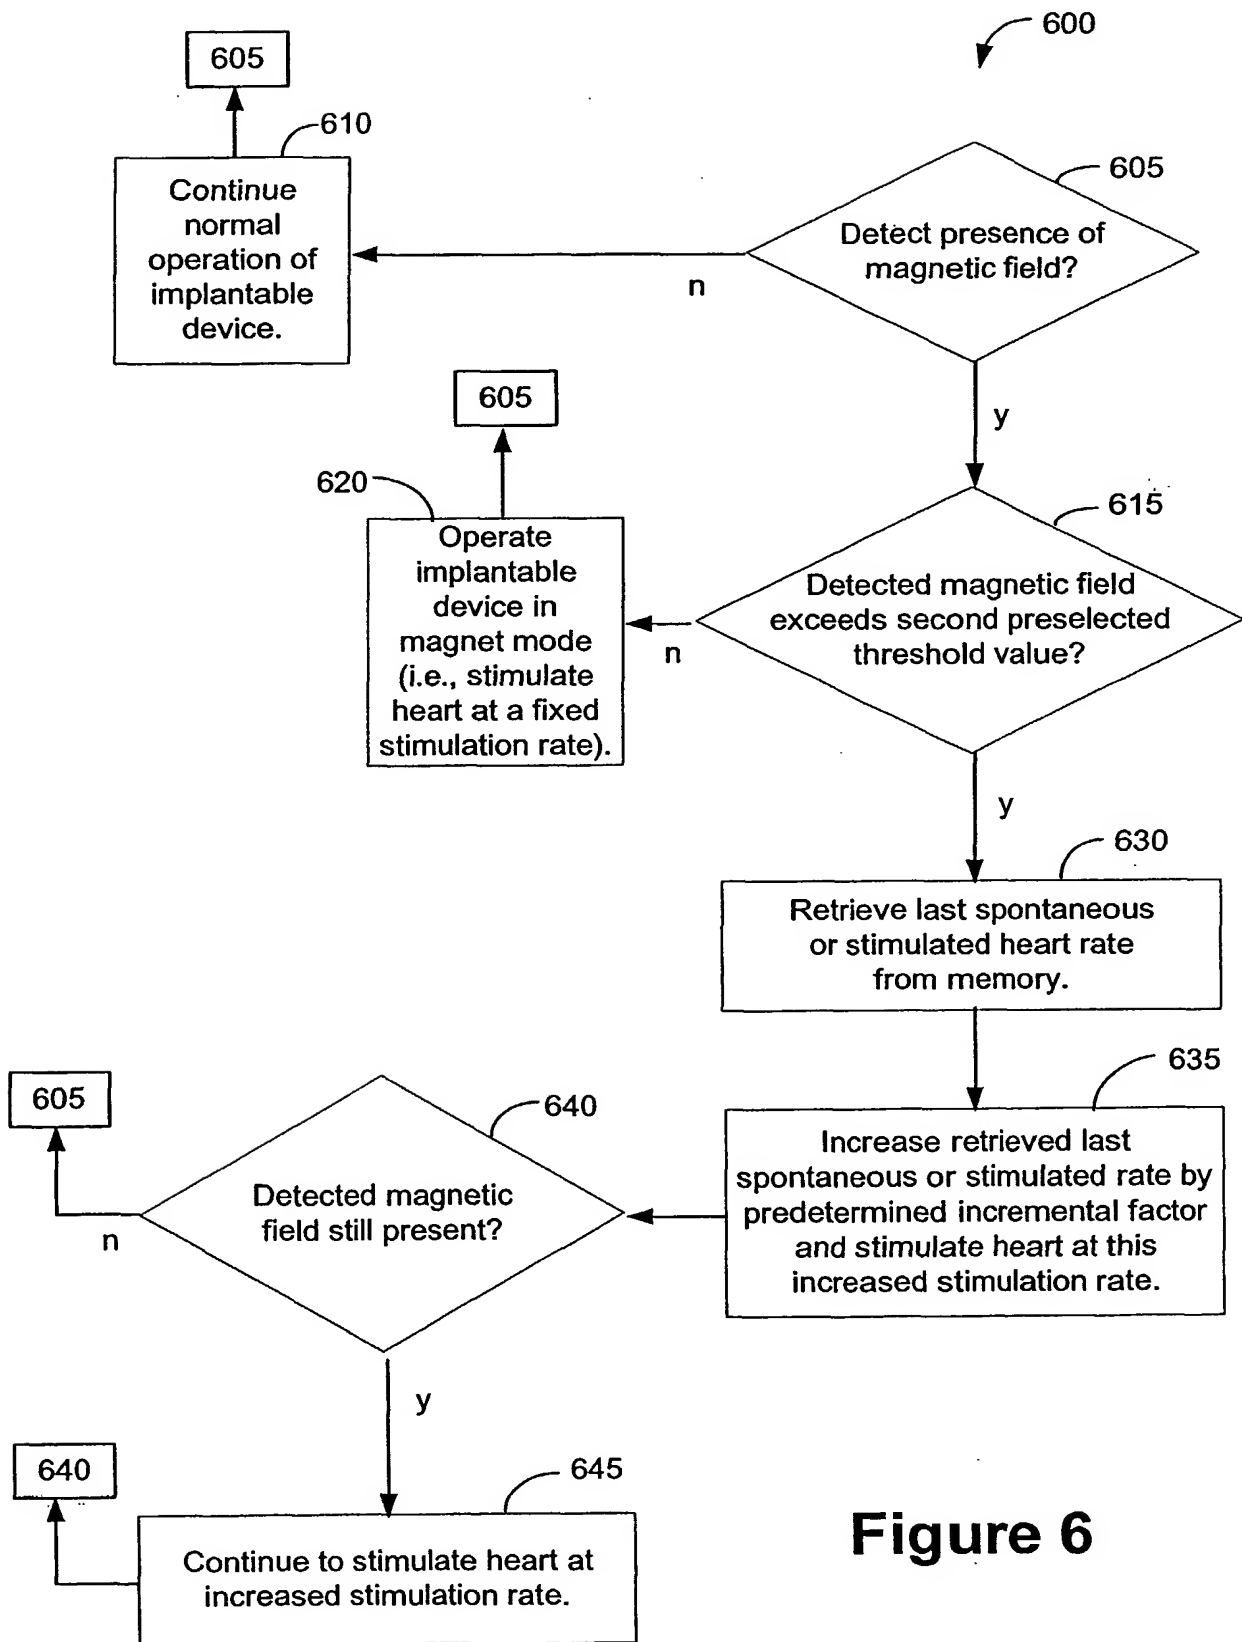 600
605
610
Continue
normal
operation of
implantable
device.
605
Detect presence of
magnetic field?
n
y
605
620
Operate
implantable
device in
magnet mode
(i.e., stimulate
heart at a fixed
stimulation rate).
615
Detected magnetic field
exceeds second preselected
threshold value?
n
y
630
Retrieve last spontaneous
or stimulated heart rate
from memory.
635
Increase retrieved last
spontaneous or stimulated rate by
predetermined incremental factor
and stimulate heart at this
increased stimulation rate.
605
640
Detected magnetic
field still present?
n
y
640
645
Continue to stimulate heart at
increased stimulation rate.
Figure 6